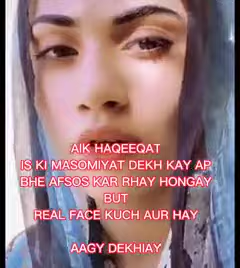 AIK HAQEEQAT
IS KI MASOMIYAT DEKH KAY AP
BHE AFSOS KAR RHAY HONGAY
BUT
REAL FACE KUCH AUR HAY
AAGY DEKHIAY